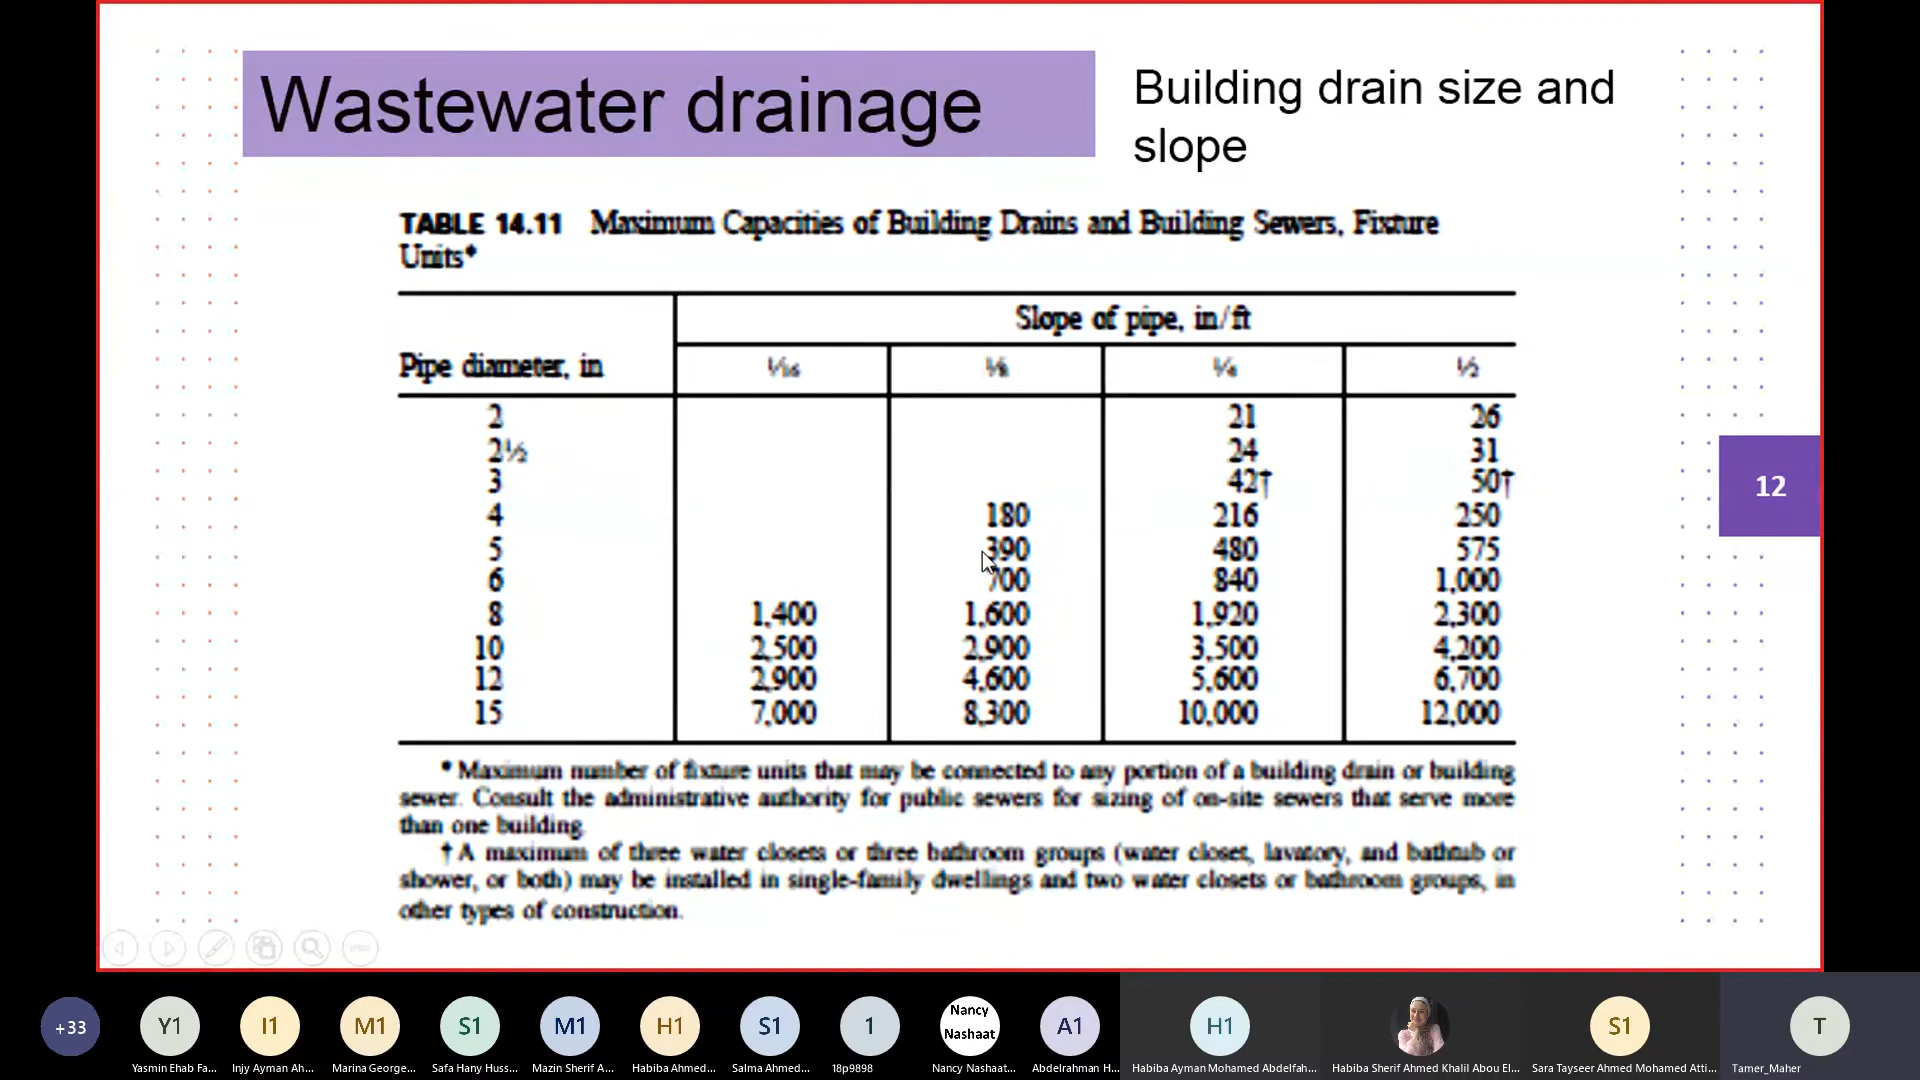 Wastewater drainage
Building drain size and
slope
TABLE 14.11 Maximum Capacities of Building Drains and Building Sewers, Fixture
Units*
Slope of pipe, in/ft
Pipe diameter, in 1/16 1/8 1/4 1/2
2 21 26
2½ 24 31
3 42† 50†
4 180 216 250
5 390 480 575
6 700 840 1,000
8 1,400 1,600 1,920 2,300
10 2,500 2,900 3,500 4,200
12 2,900 4,600 5,600 6,700
15 7,000 8,300 10,000 12,000
12
* Maximum number of fixture units that may be connected to any portion of a building drain or building
sewer. Consult the administrative authority for public sewers for sizing of on-site sewers that serve more
than one building.
† A maximum of three water closets or three bathroom groups (water closet, lavatory, and bathtub or
shower, or both) may be installed in single-family dwellings and two water closets or bathroom groups, in
other types of construction.
+33 Y1 I1 M1 S1 M1 H1 S1 1 Nancy Nashaat A1 H1 S1 T
Yasmin Ehab Fa... Injy Ayman Ah... Marina George... Safa Hany Huss... Mazin Sherif A... Habiba Ahmed... Salma Ahmed... 18p9898 Nancy Nashaat... Abdelrahman H... Habiba Ayman Mohamed Abdelfah... Habiba Sherif Ahmed Khalil Abou El... Sara Tayseer Ahmed Mohamed Atti... Tamer_Maher